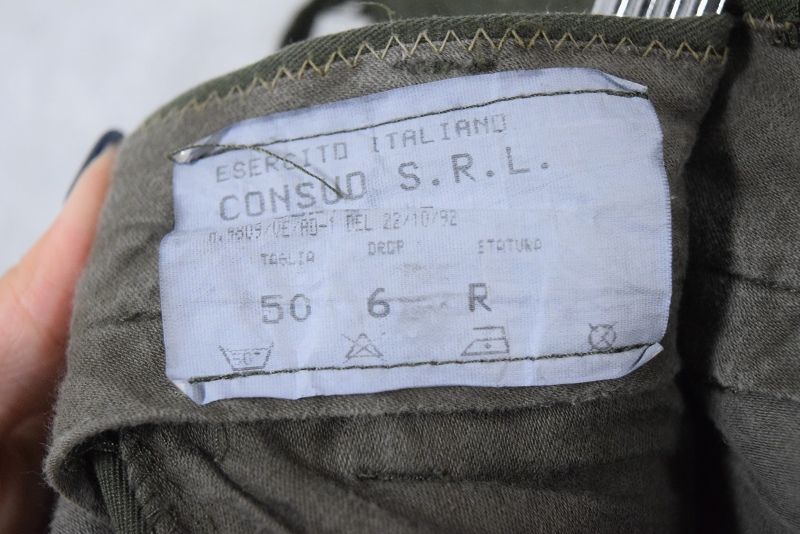 ESERCITO ITALIANO
CONSUD S.R.L.
DEL 22/10/92
TAGLIA DROP STATURA
50 6 R